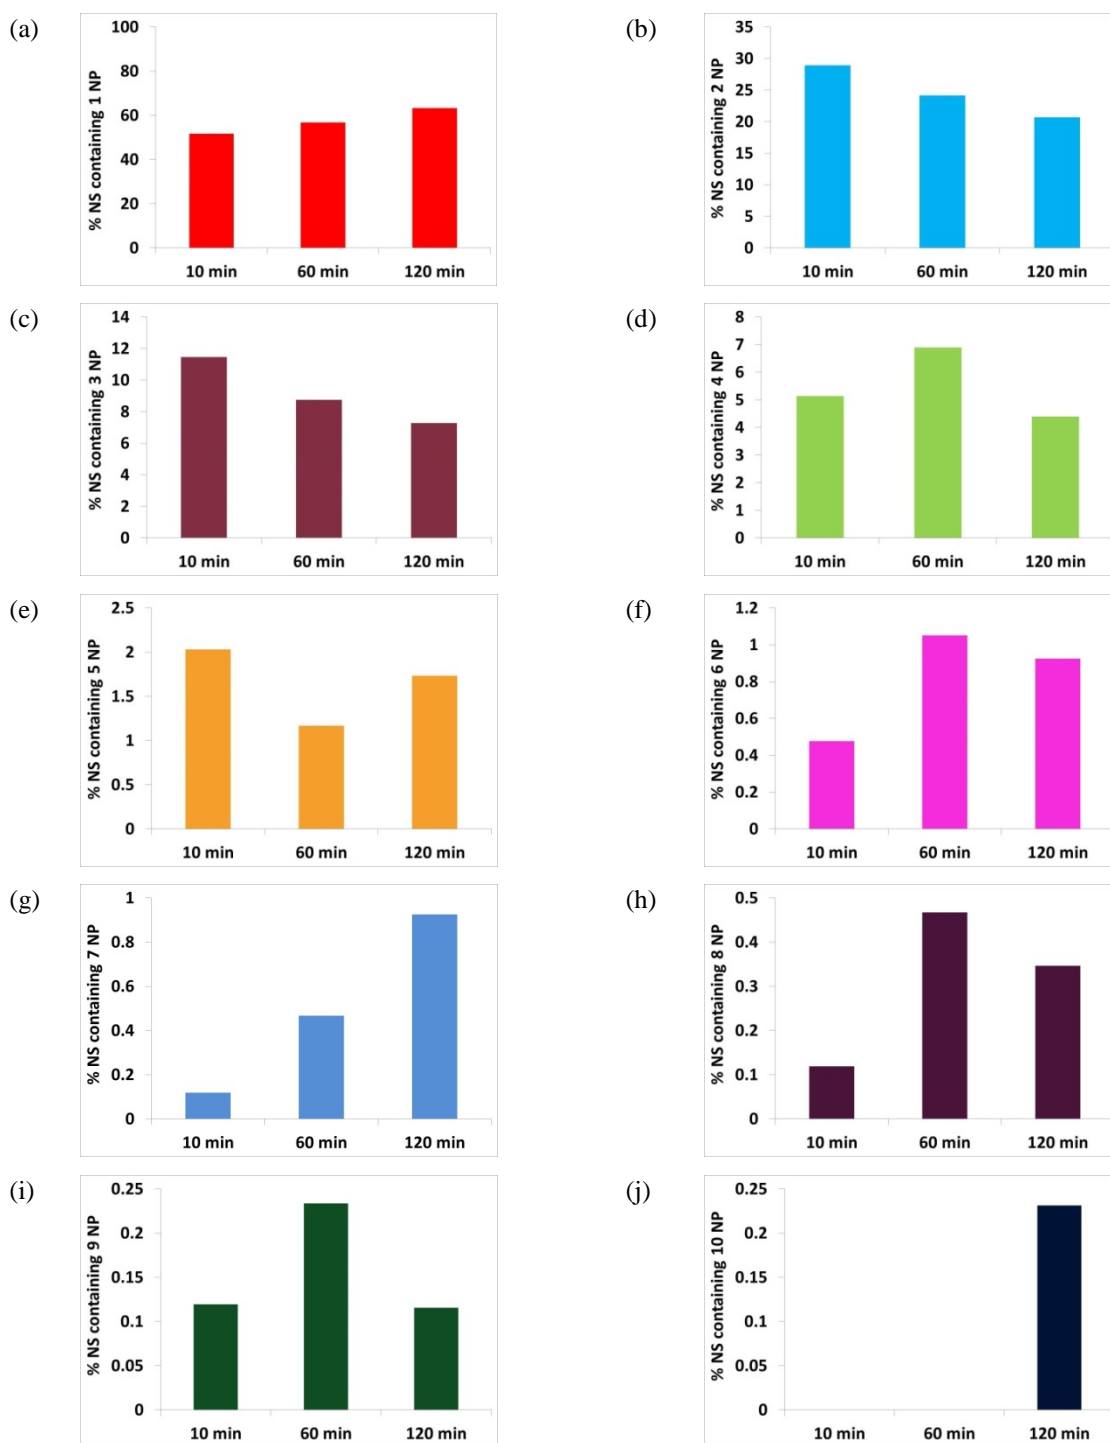 (a)
% NS containing 1 NP
100
80
60
40
20
0
10 min 60 min 120 min
(b)
% NS containing 2 NP
35
30
25
20
15
10
5
0
10 min 60 min 120 min
(c)
% NS containing 3 NP
14
12
10
8
6
4
2
0
10 min 60 min 120 min
(d)
% NS containing 4 NP
8
7
6
5
4
3
2
1
0
10 min 60 min 120 min
(e)
% NS containing 5 NP
2.5
2
1.5
1
0.5
0
10 min 60 min 120 min
(f)
% NS containing 6 NP
1.2
1
0.8
0.6
0.4
0.2
0
10 min 60 min 120 min
(g)
% NS containing 7 NP
1
0.8
0.6
0.4
0.2
0
10 min 60 min 120 min
(h)
% NS containing 8 NP
0.5
0.4
0.3
0.2
0.1
0
10 min 60 min 120 min
(i)
% NS containing 9 NP
0.25
0.2
0.15
0.1
0.05
0
10 min 60 min 120 min
(j)
% NS containing 10 NP
0.25
0.2
0.15
0.1
0.05
0
10 min 60 min 120 min